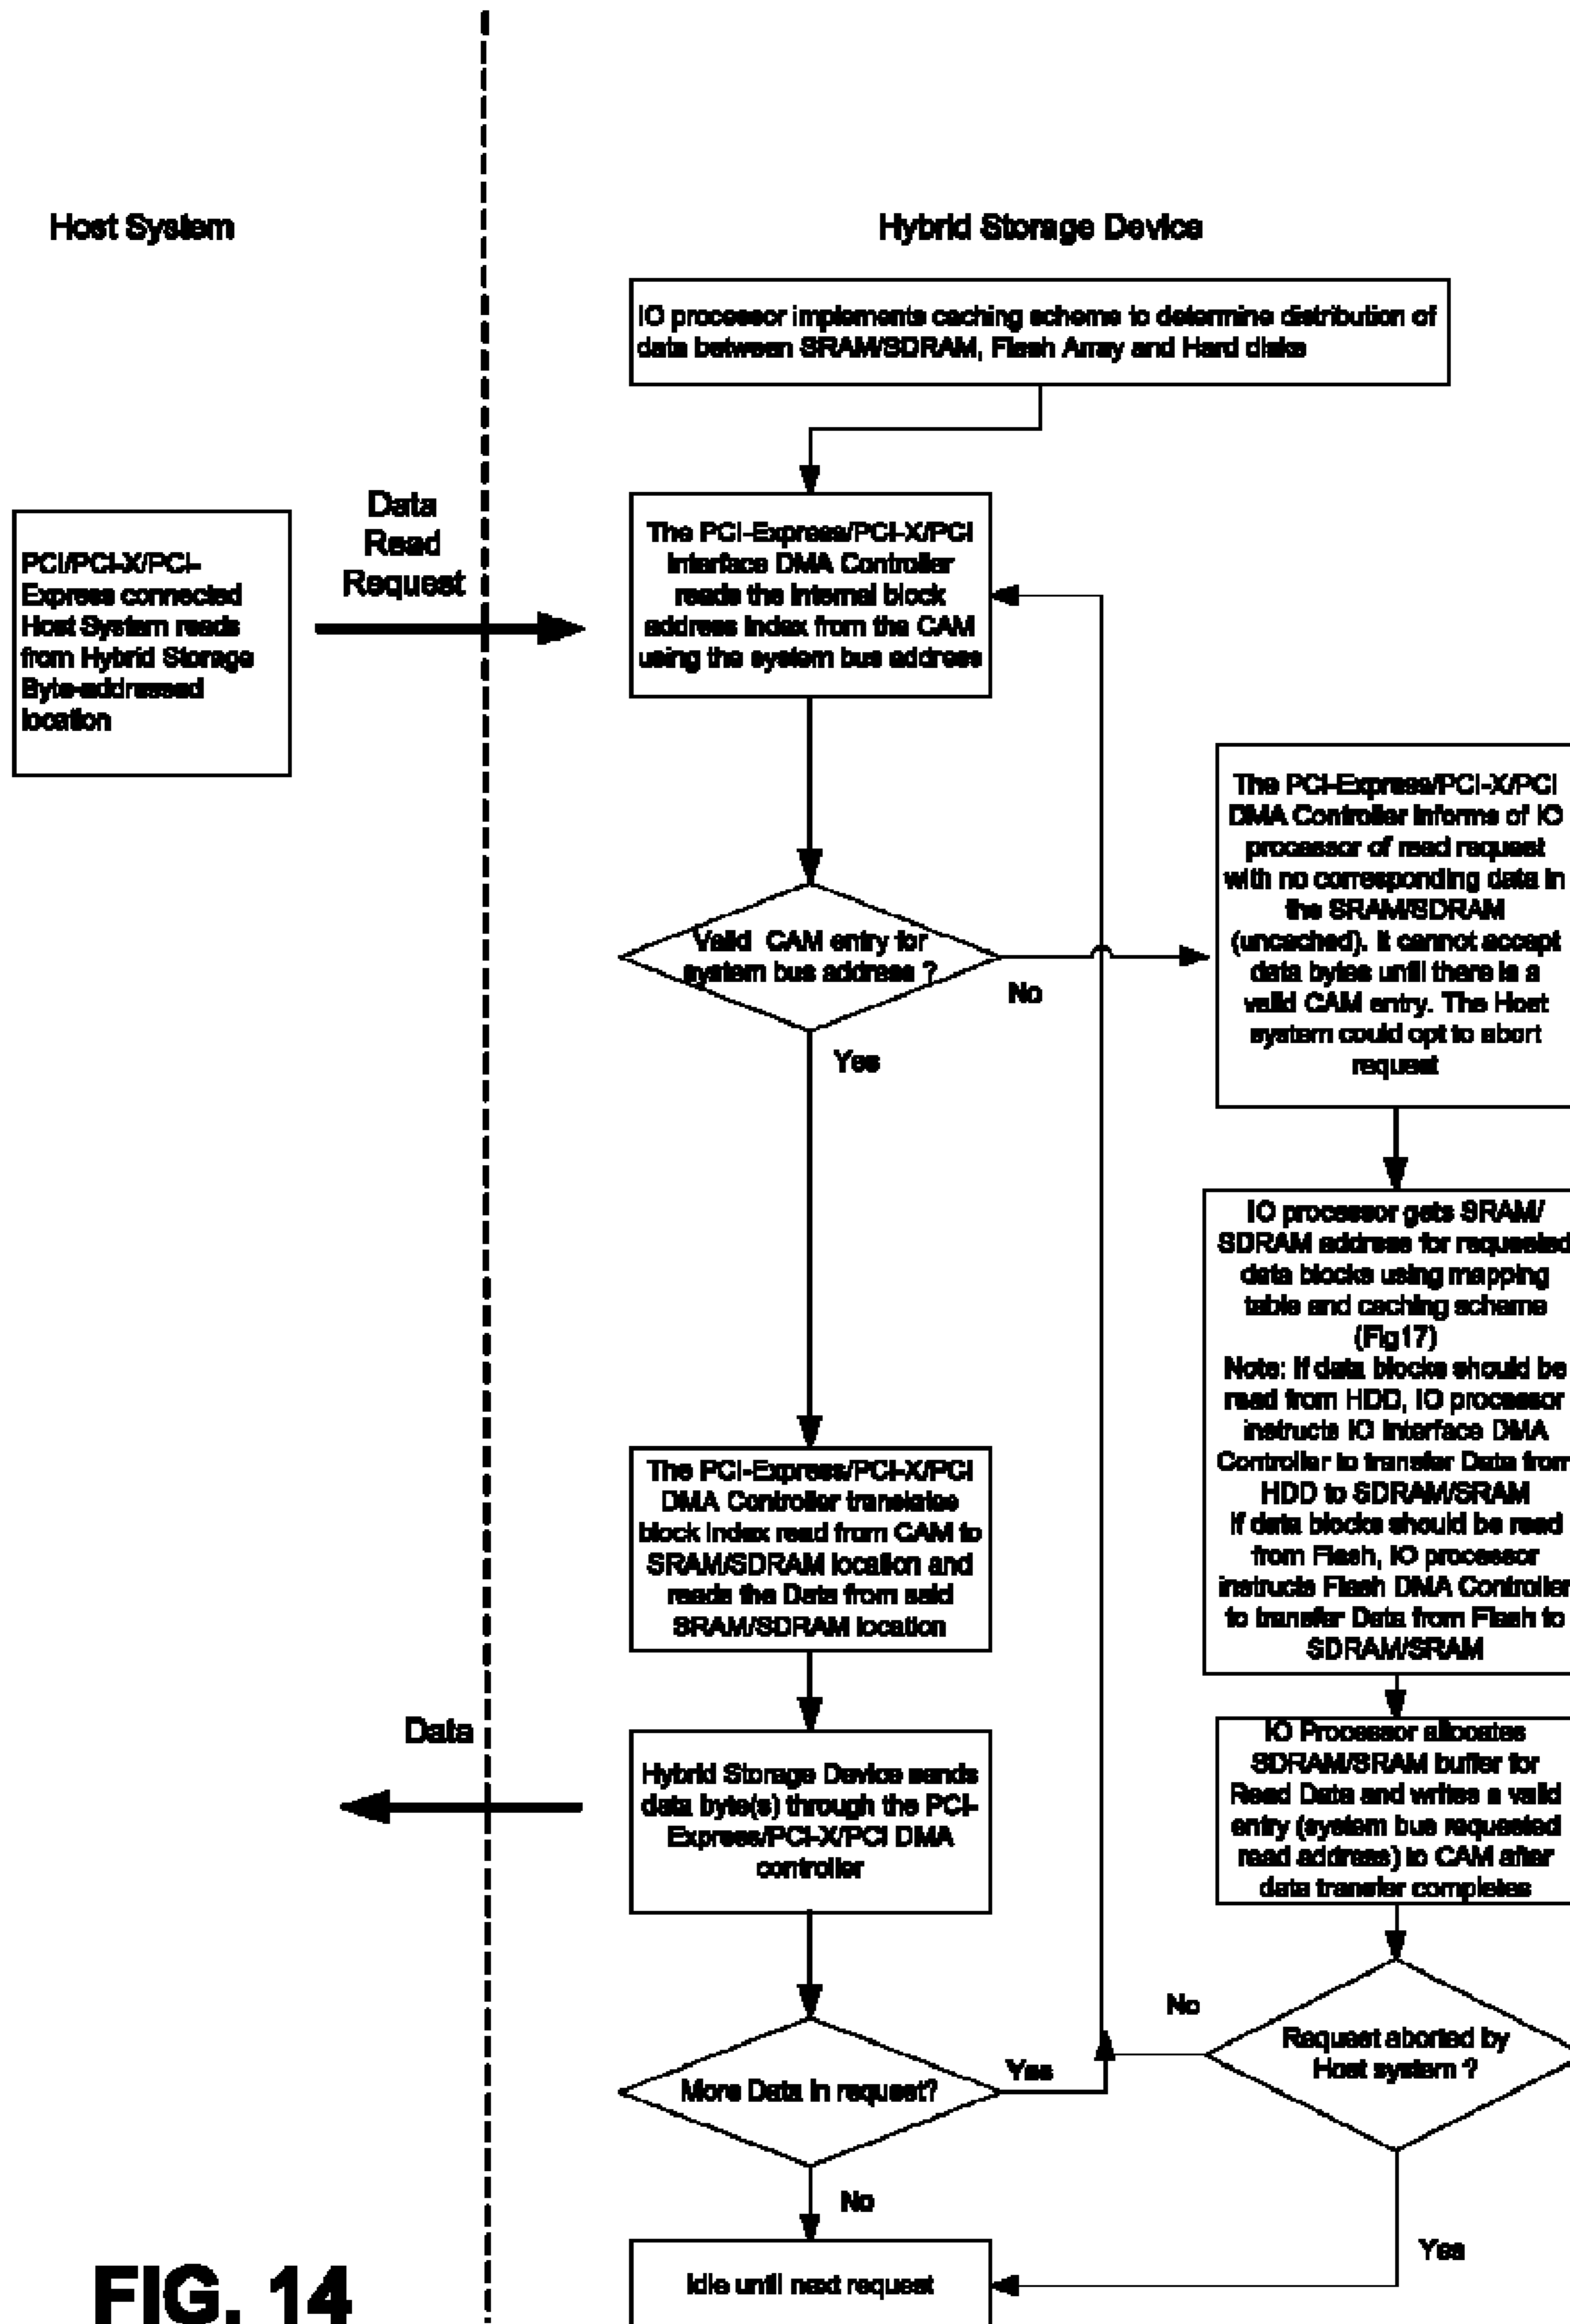 Host System
Hybrid Storage Device
IO processor implements caching scheme to determine distribution of
data between SRAM/SDRAM, Flash Array and Hard disks
PCI/PCI-X/PCI-
Express connected
Host System reads
from Hybrid Storage
Byte-addressed
location
Data
Read
Request
The PCI-Express/PCI-X/PCI
Interface DMA Controller
reads the internal block
address index from the CAM
using the system bus address
Valid CAM entry for
system bus address ?
No
Yes
The PCI-Express/PCI-X/PCI
DMA Controller informs of IO
processor of read request
with no corresponding data in
the SRAM/SDRAM
(uncached). It cannot accept
data bytes until there is a
valid CAM entry. The Host
system could opt to abort
request
IO processor gets SRAM/
SDRAM address for requested
data blocks using mapping
table and caching scheme
(Fig17)
Note: If data blocks should be
read from HDD, IO processor
instructs IO Interface DMA
Controller to transfer Data from
HDD to SDRAM/SRAM
If data blocks should be read
from Flash, IO processor
instructs Flash DMA Controller
to transfer Data from Flash to
SDRAM/SRAM
The PCI-Express/PCI-X/PCI
DMA Controller translates
block index read from CAM to
SRAM/SDRAM location and
reads the Data from said
SRAM/SDRAM location
Data
Hybrid Storage Device sends
data byte(s) through the PCI-
Express/PCI-X/PCI DMA
controller
IO Processor allocates
SDRAM/SRAM buffer for
Read Data and writes a valid
entry (system bus requested
read address) to CAM after
data transfer completes
More Data in request?
Yes
No
No
Request aborted by
Host system ?
Yes
Idle until next request
FIG. 14